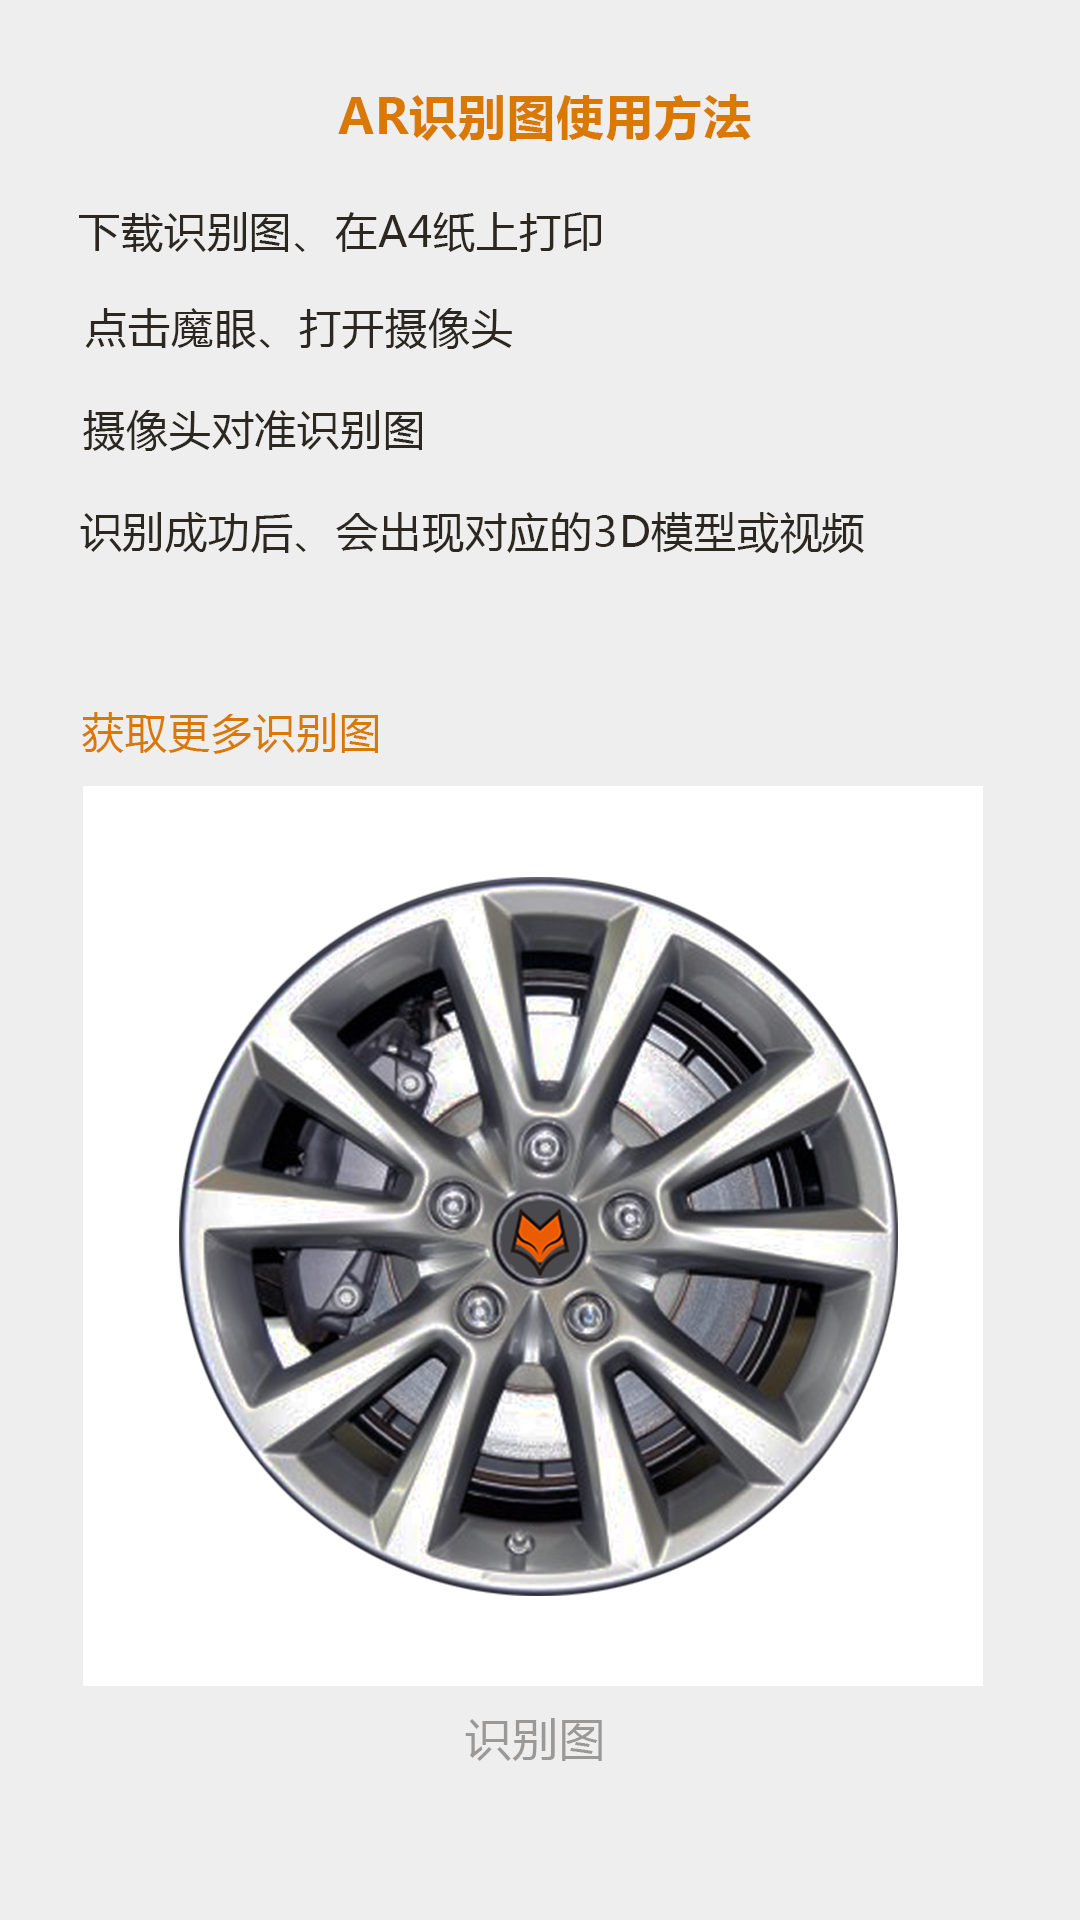 AR识别图使用方法
下载识别图、在A4纸上打印
点击魔眼、打开摄像头
摄像头对准识别图
识别成功后、会出现对应的3D模型或视频
获取更多识别图
识别图